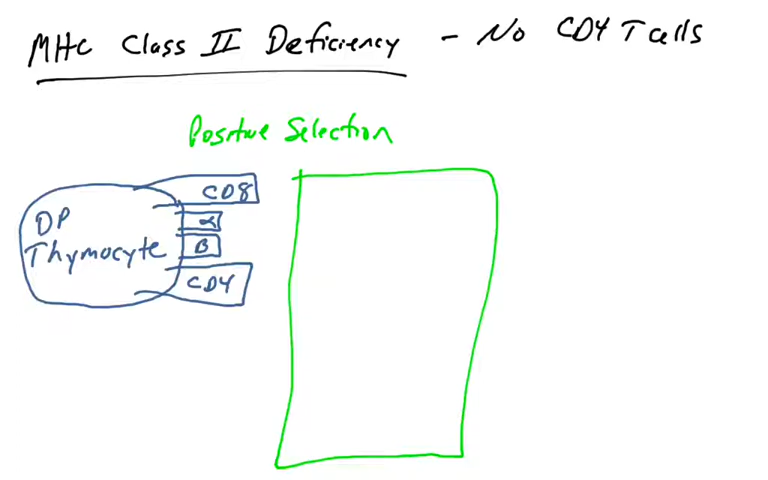 MHC Class II Deficiency - No CD4 T cells
Positive Selection
CD8
DP
α
Thymocyte
B
CD4